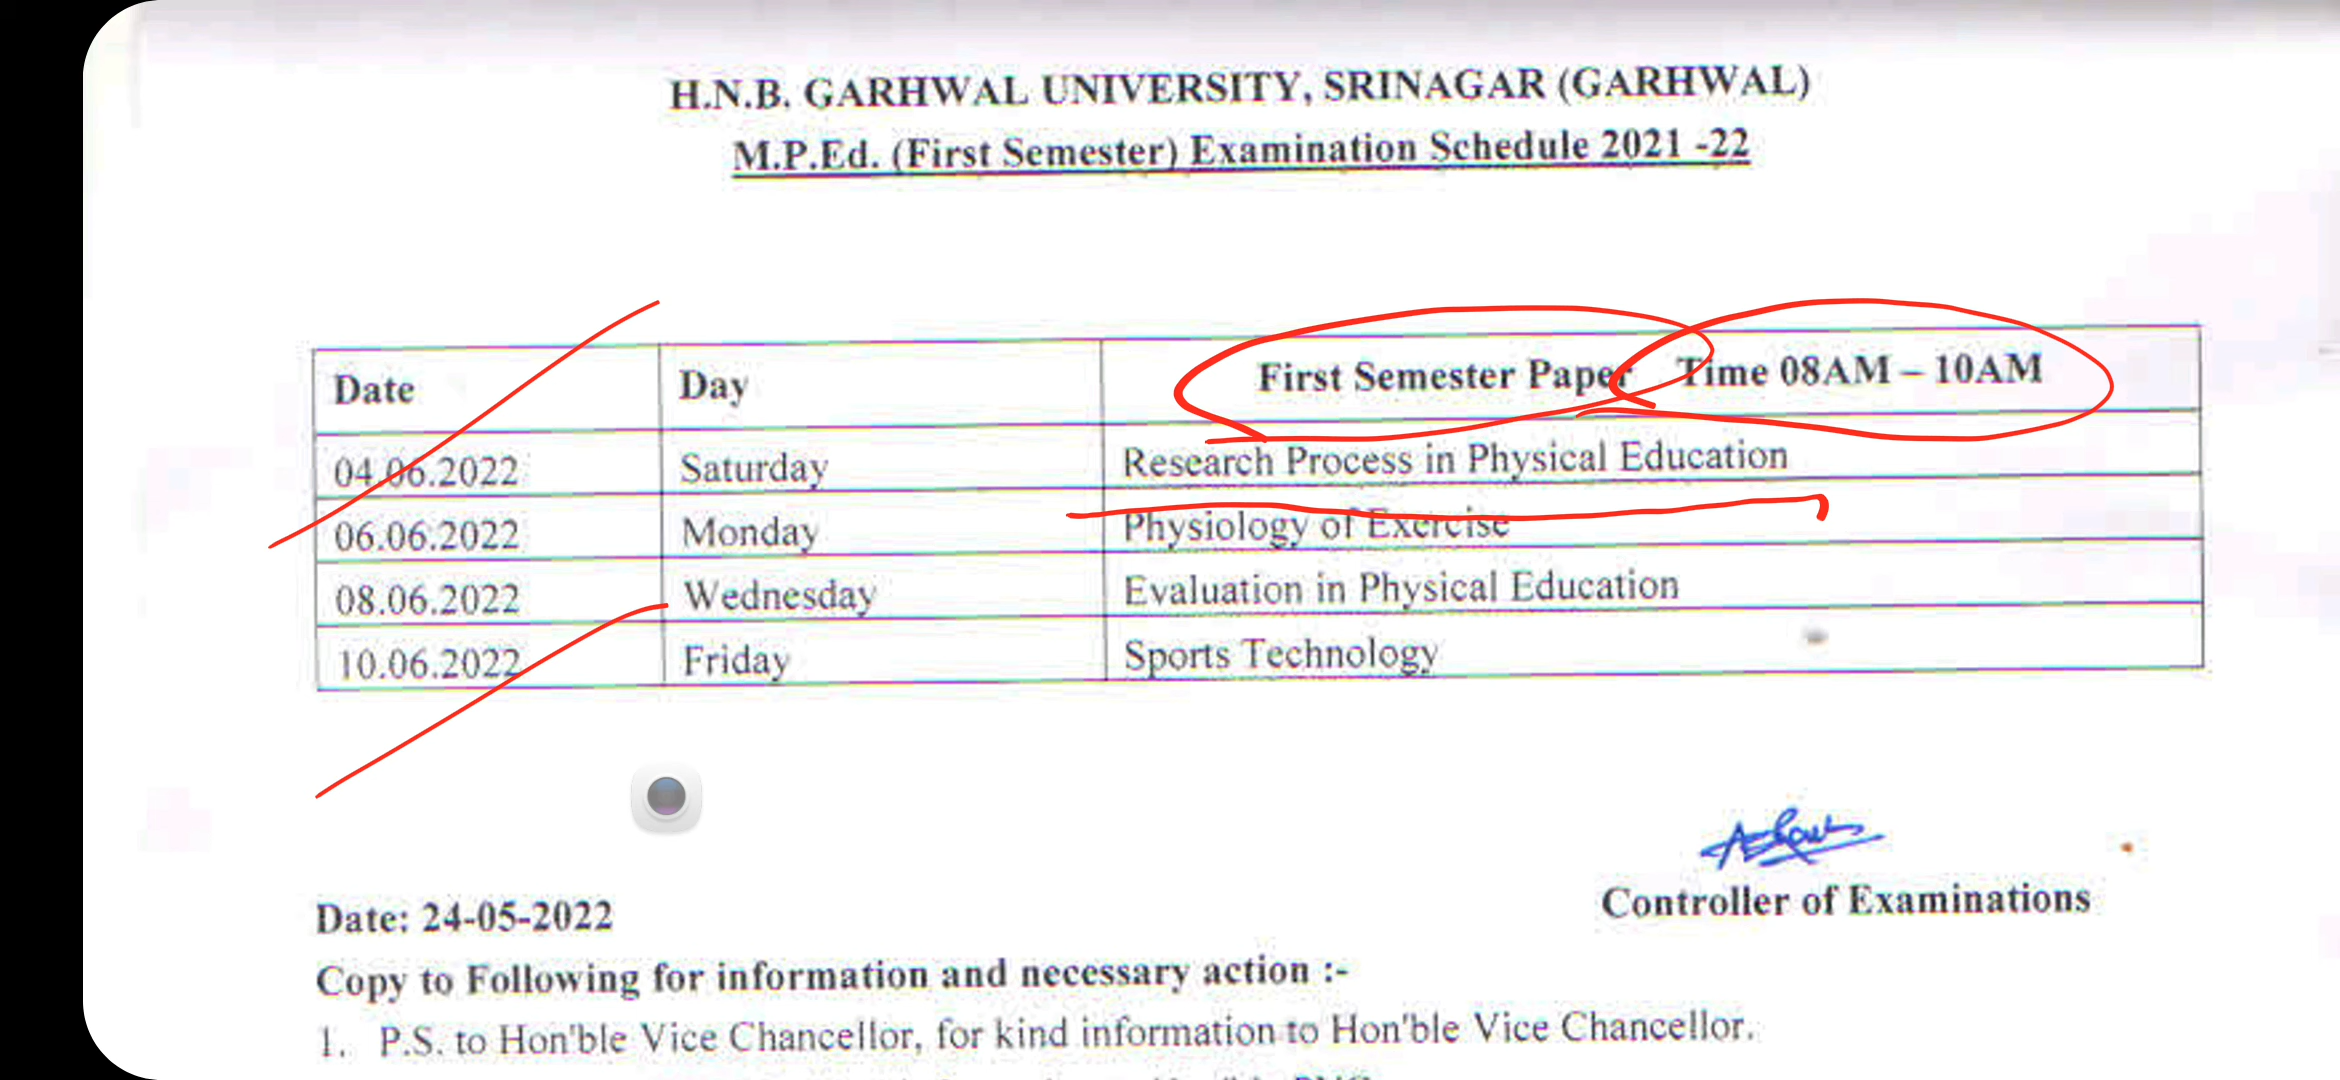 H.N.B. GARHWAL UNIVERSITY, SRINAGAR (GARHWAL)
M.P.Ed. (First Semester) Examination Schedule 2021 -22
Date Day First Semester Paper Time 08AM – 10AM
04.06.2022 Saturday Research Process in Physical Education
06.06.2022 Monday Physiology of Exercise
08.06.2022 Wednesday Evaluation in Physical Education
10.06.2022 Friday Sports Technology
Controller of Examinations
Date: 24-05-2022
Copy to Following for information and necessary action :-
1. P.S. to Hon'ble Vice Chancellor, for kind information to Hon'ble Vice Chancellor.